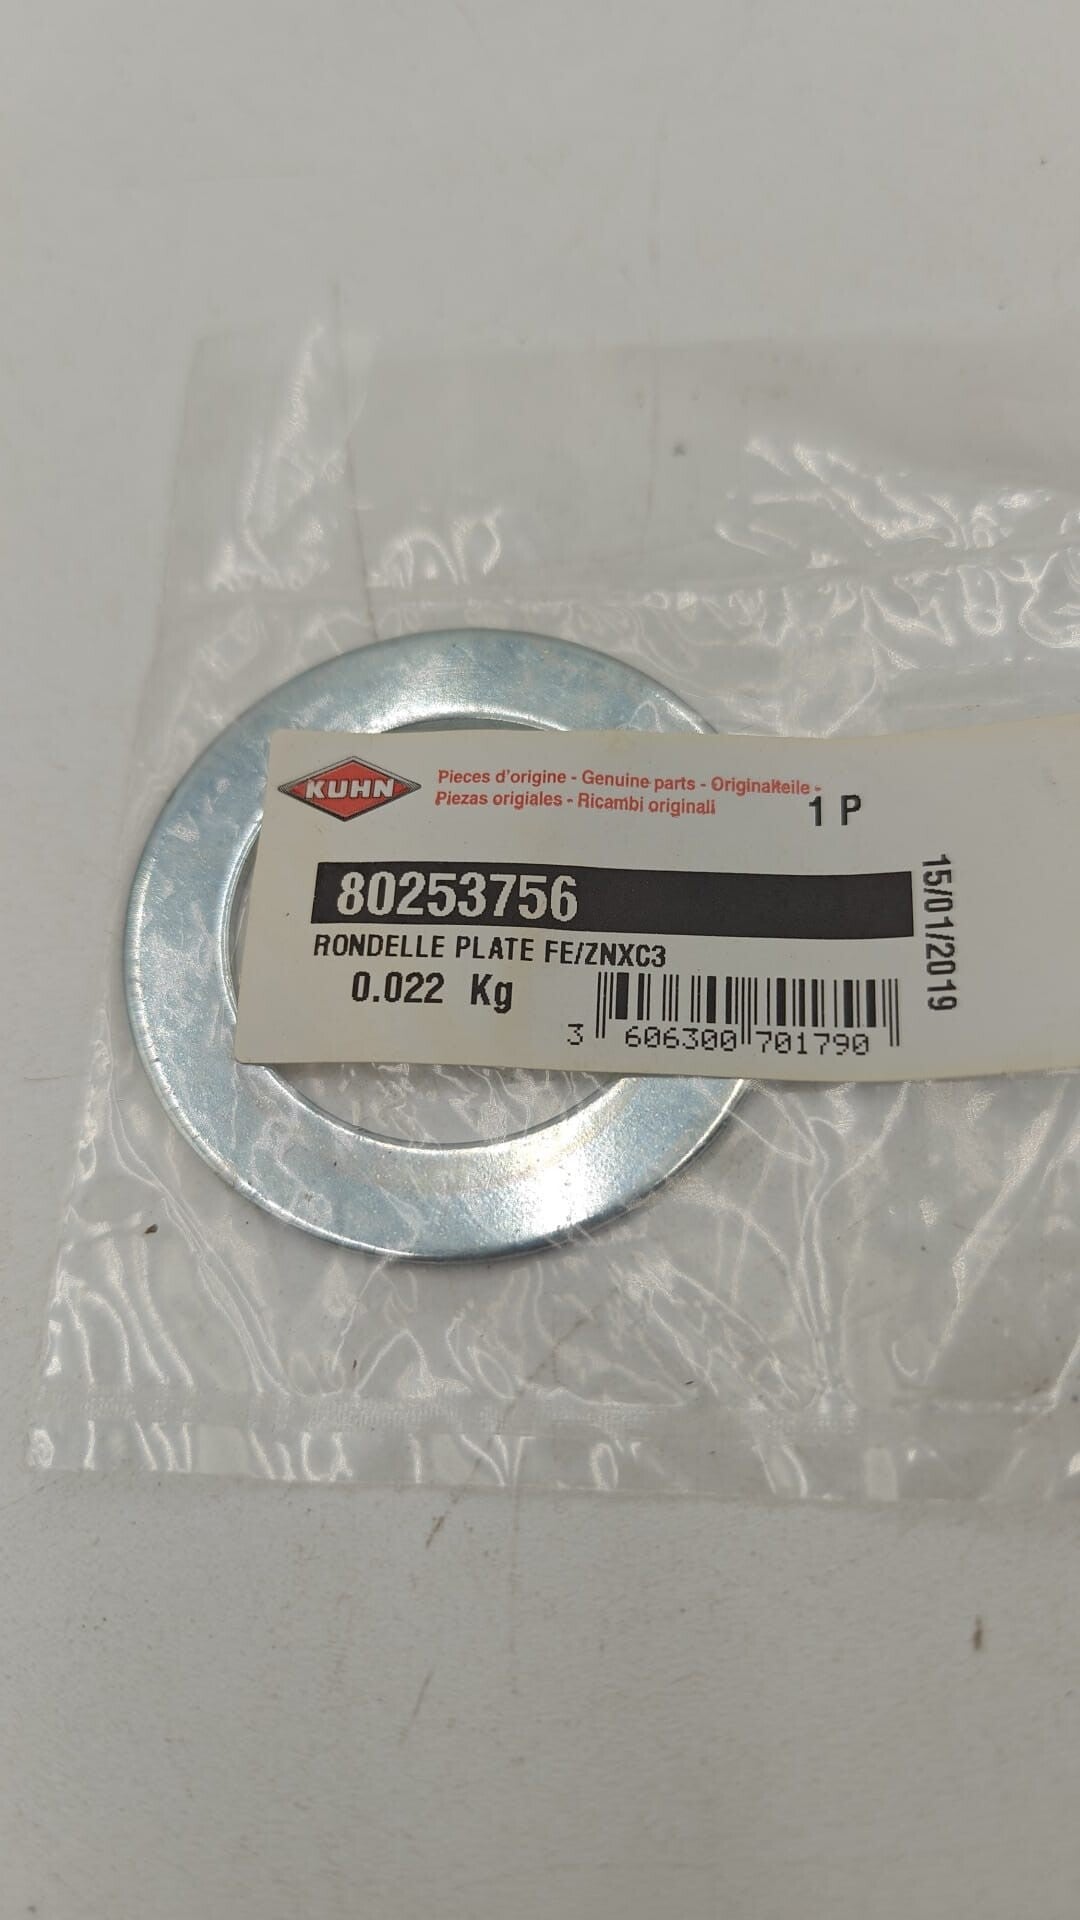 KUHN
Pieces d'origine - Genuine parts - Originalteile -
Piezas origiales - Ricambi originali
1 P
80253756
RONDELLE PLATE FE/ZNXC3
0.022 Kg
3 606300 701790
15/01/2019